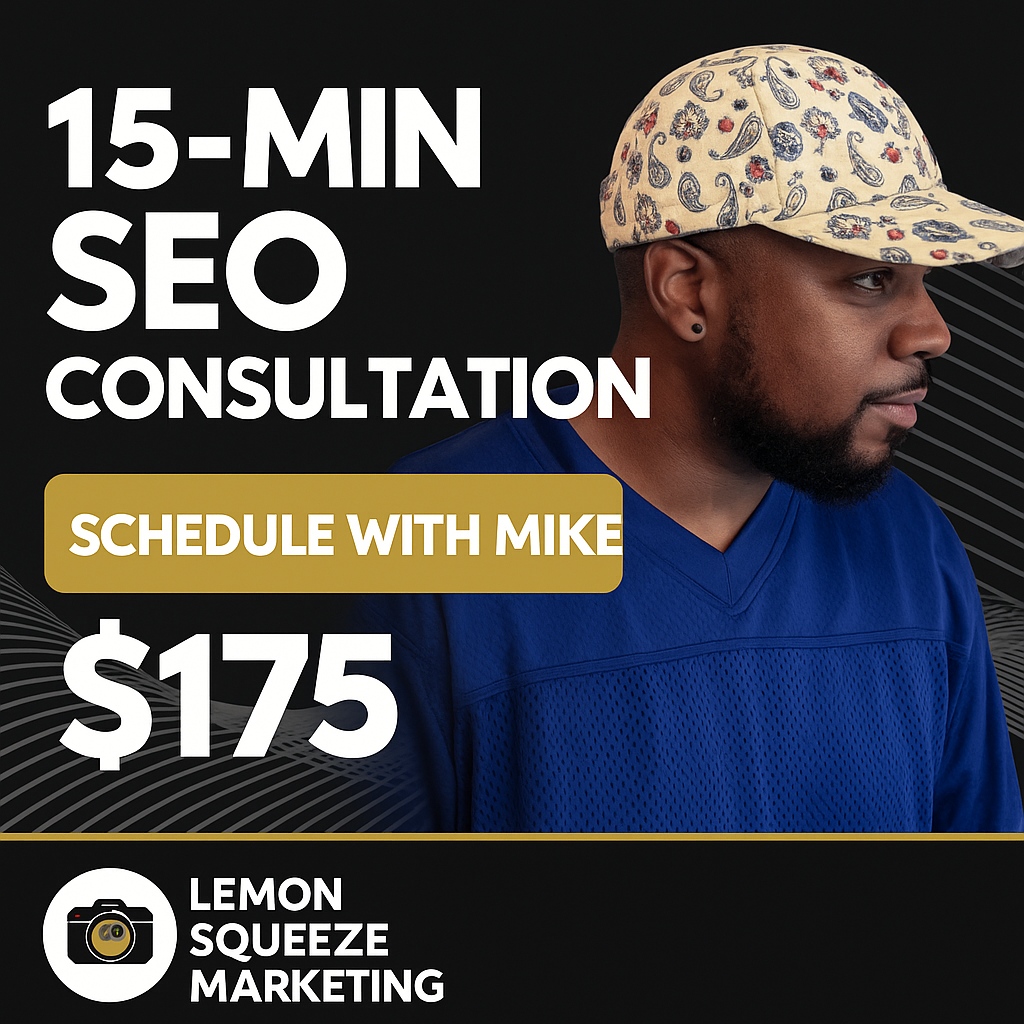 15-MIN
SEO
CONSULTATION
SCHEDULE WITH MIKE
$175
LEMON
SQUEEZE
MARKETING